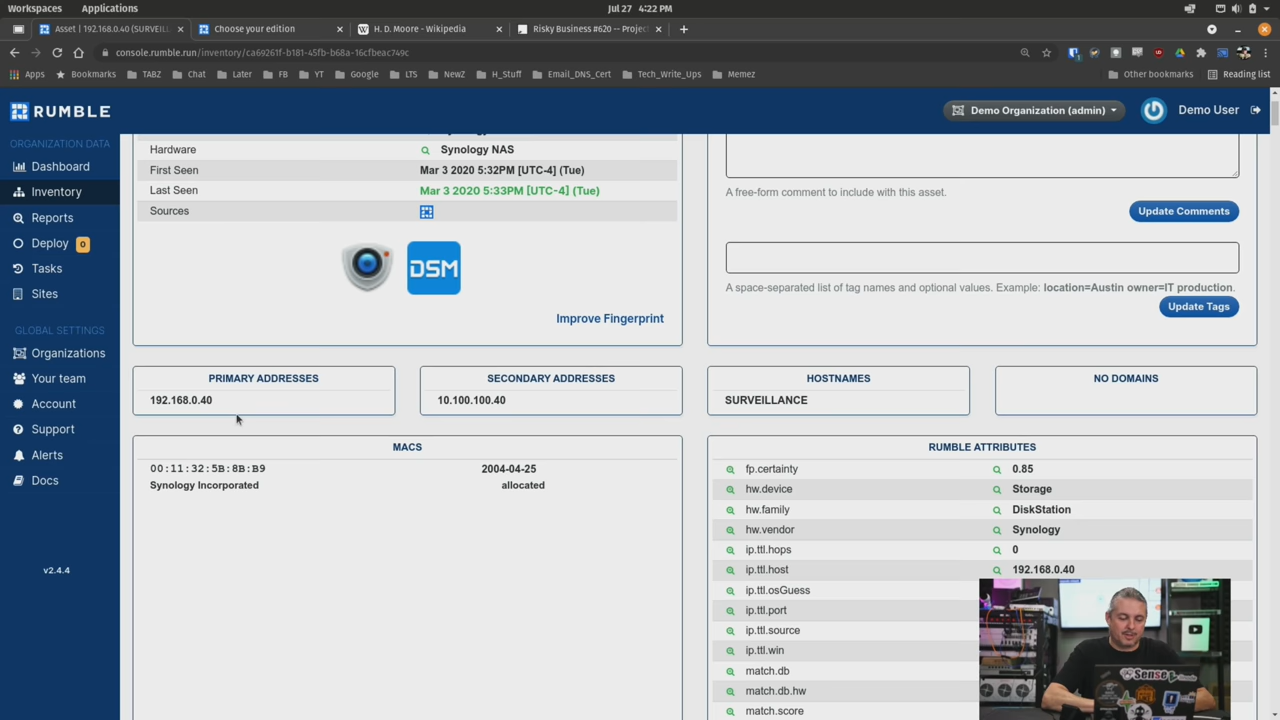 Workspaces Applications Jul 27 4:22 PM
Asset | 192.168.0.40 (SURVEILL × Choose your edition × H. D. Moore - Wikipedia × Risky Business #620 -- Project × +
console.rumble.run/inventory/ca69261f-b181-45fb-b68a-16cfbeac749c
Apps Bookmarks TABZ Chat Later FB YT Google LTS NewZ H_Stuff Email_DNS_Cert Tech_Write_Ups Memez Other bookmarks Reading list
RUMBLE Demo Organization (admin) Demo User
ORGANIZATION DATA
Dashboard
Inventory
Reports
Deploy 0
Tasks
Sites
GLOBAL SETTINGS
Organizations
Your team
Account
Support
Alerts
Docs
v2.4.4
Hardware Synology NAS
First Seen Mar 3 2020 5:32PM [UTC-4] (Tue)
Last Seen Mar 3 2020 5:33PM [UTC-4] (Tue)
Sources
DSM
Improve Fingerprint
A free-form comment to include with this asset.
Update Comments
A space-separated list of tag names and optional values. Example: location=Austin owner=IT production.
Update Tags
PRIMARY ADDRESSES
192.168.0.40
SECONDARY ADDRESSES
10.100.100.40
HOSTNAMES
SURVEILLANCE
NO DOMAINS
MACS
00:11:32:5B:8B:B9 2004-04-25
Synology Incorporated allocated
RUMBLE ATTRIBUTES
fp.certainty 0.85
hw.device Storage
hw.family DiskStation
hw.vendor Synology
ip.ttl.hops 0
ip.ttl.host 192.168.0.40
ip.ttl.osGuess
ip.ttl.port
ip.ttl.source
ip.ttl.win
match.db
match.db.hw
match.score